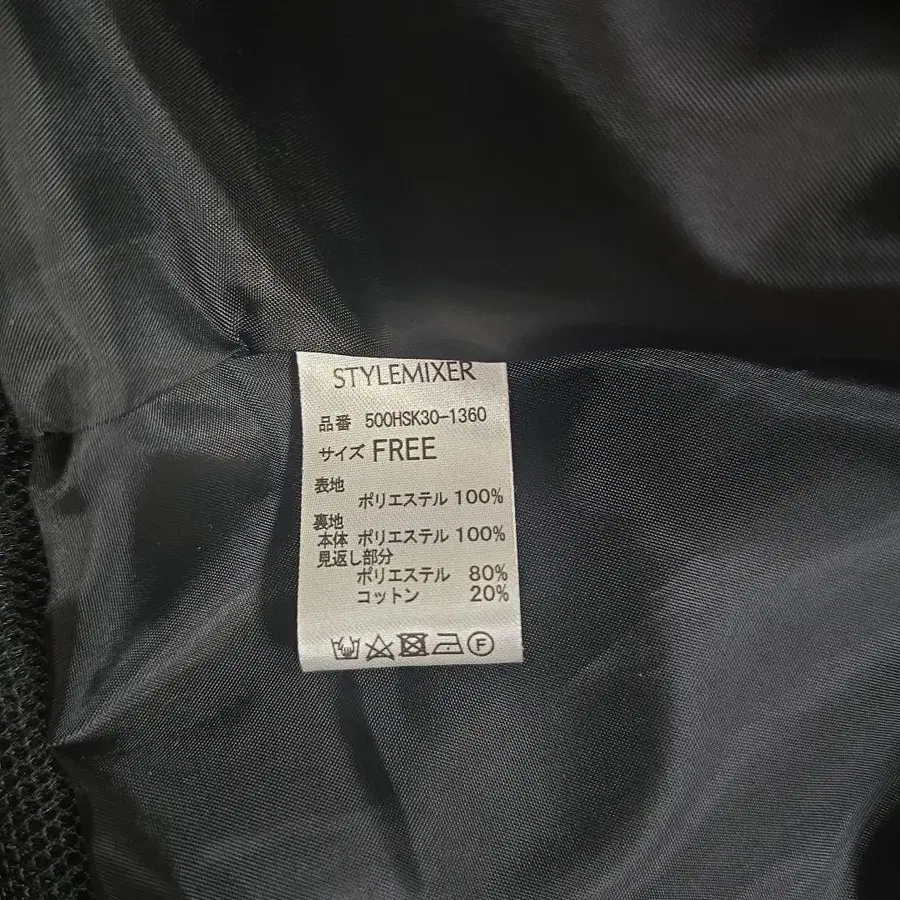 STYLEMIXER
品番 500HSK30-1360
サイズ FREE
表地
ポリエステル 100%
裏地
本体 ポリエステル 100%
見返し部分
ポリエステル 80%
コットン 20%
F